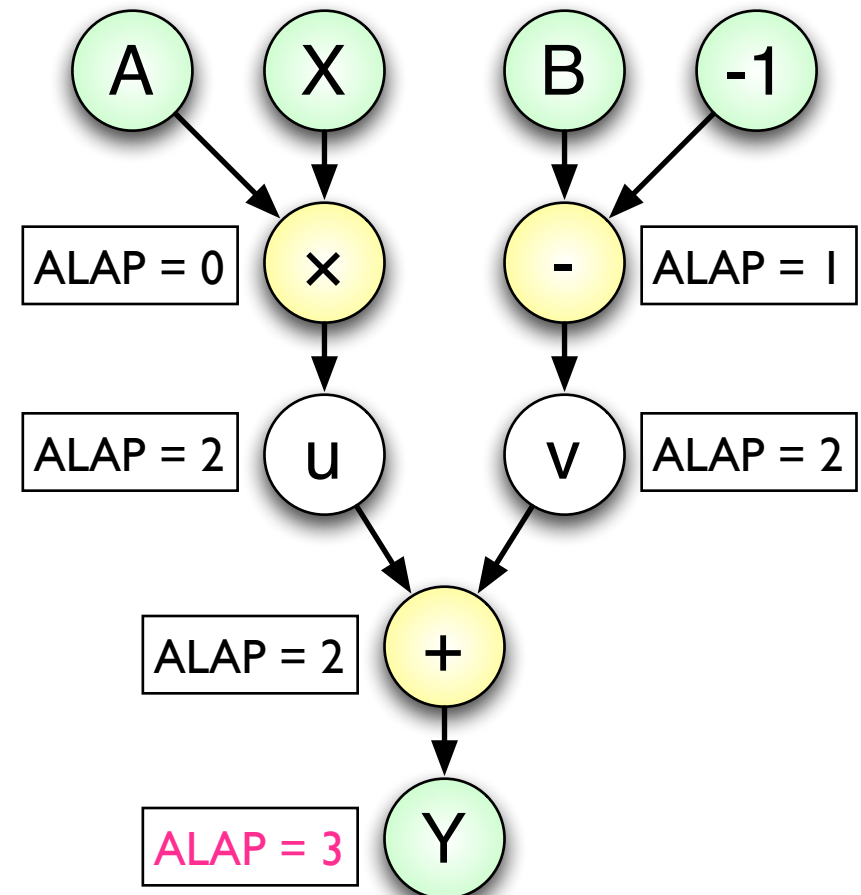 A X B -1
ALAP = 0 × - ALAP = 1
ALAP = 2 u v ALAP = 2
ALAP = 2 +
ALAP = 3 Y